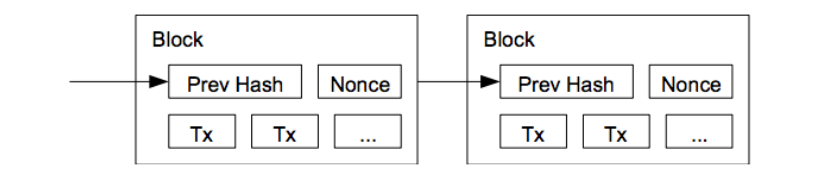 Block
Prev Hash Nonce
Tx Tx ...
Block
Prev Hash Nonce
Tx Tx ...